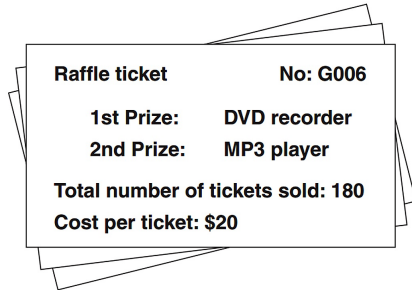 Raffle ticket No: G006
1st Prize: DVD recorder
2nd Prize: MP3 player
Total number of tickets sold: 180
Cost per ticket: $20